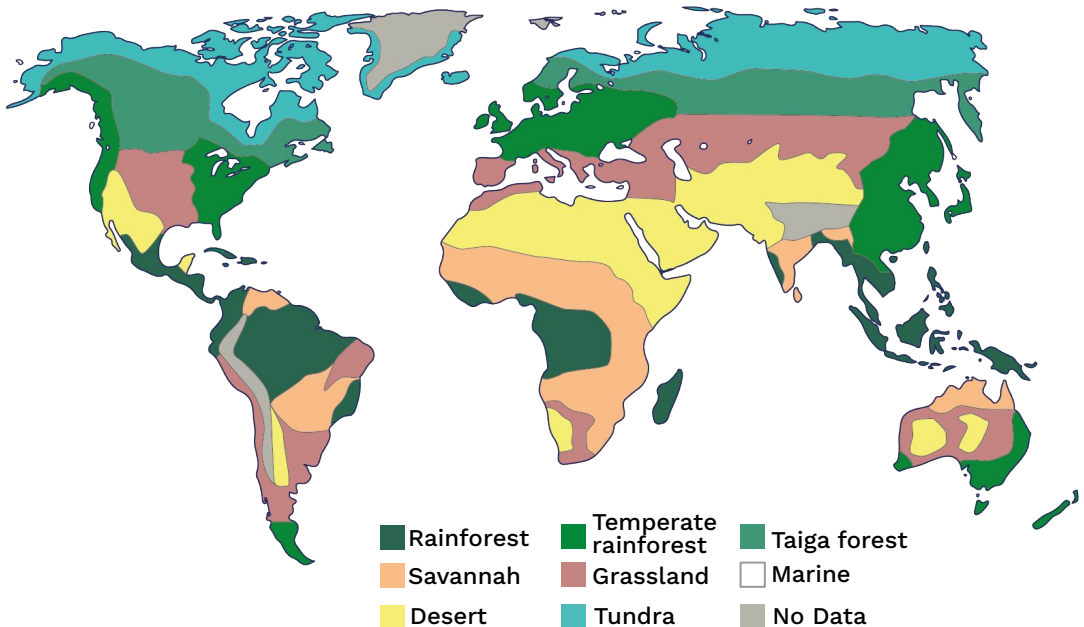 Rainforest
Temperate
rainforest
Taiga forest
Savannah
Grassland
Marine
Desert
Tundra
No Data